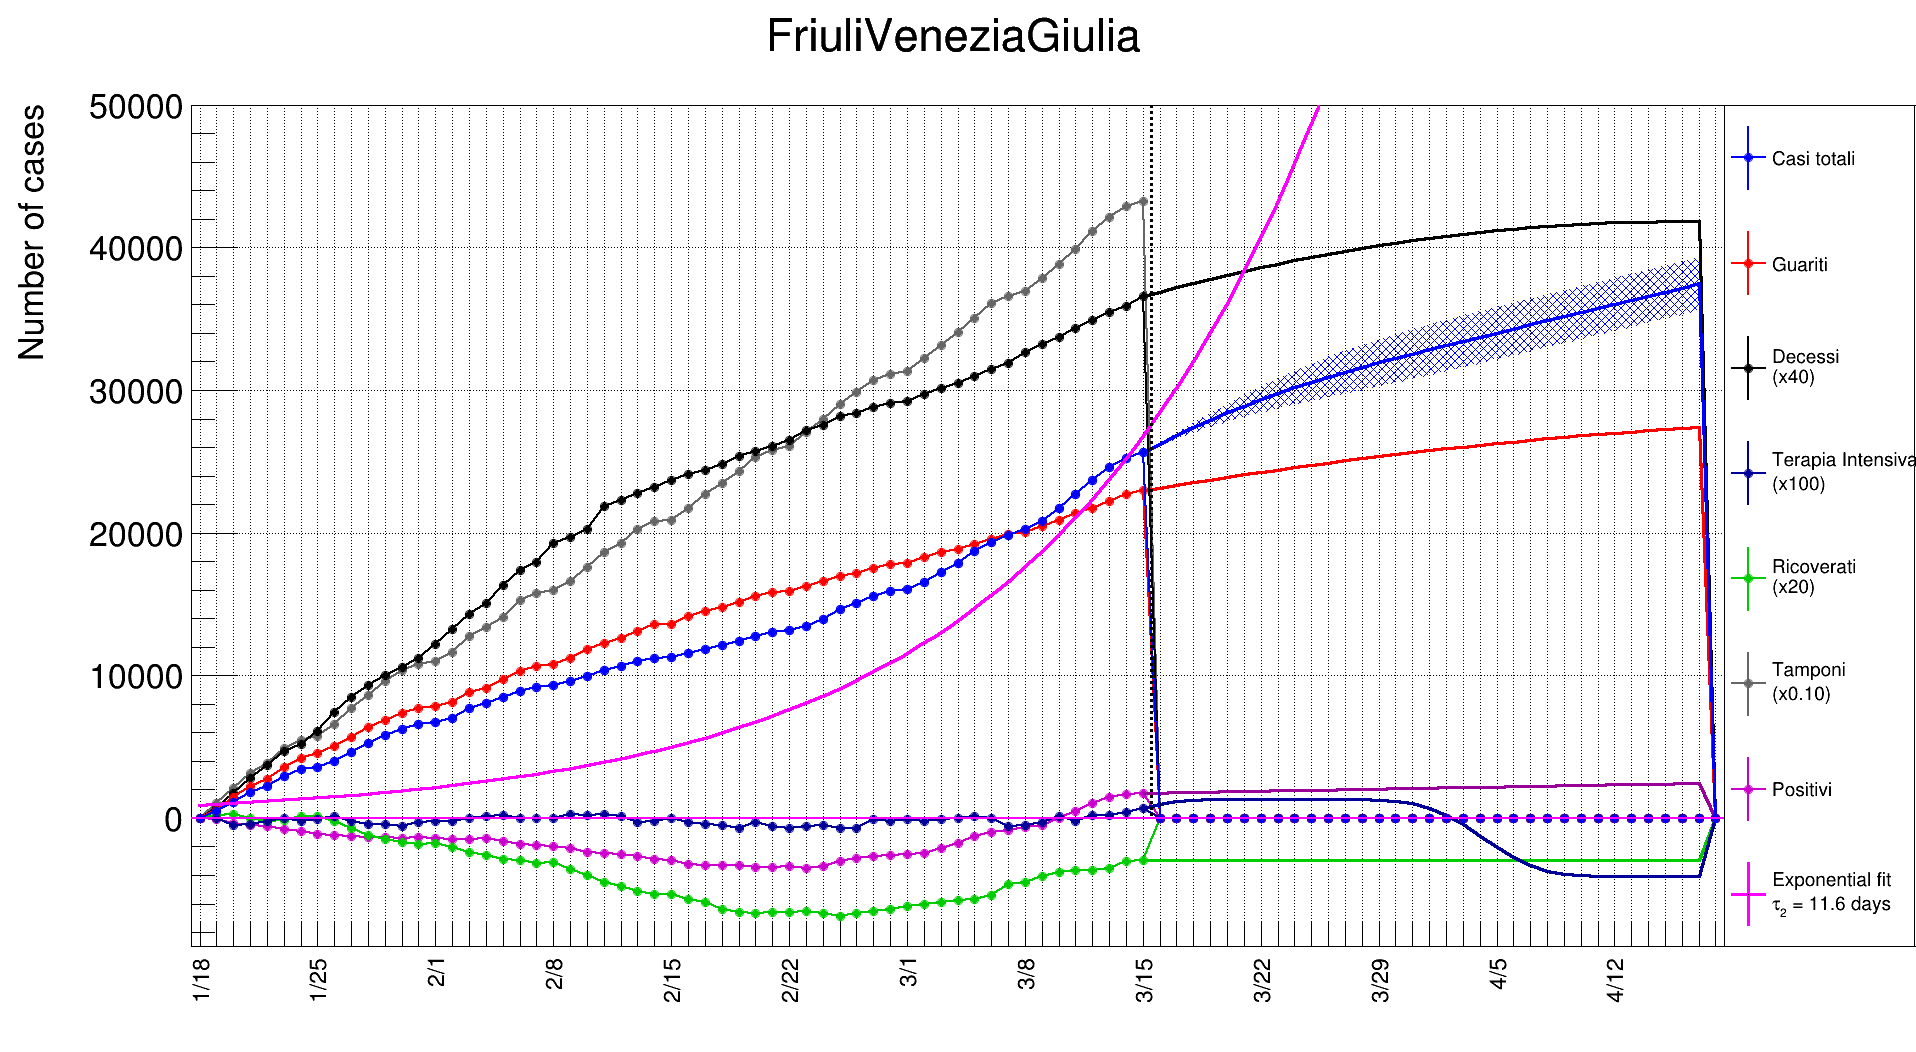 FriuliVeneziaGiulia
Number of cases
50000
40000
30000
20000
10000
0
1/18
1/25
2/1
2/8
2/15
2/22
3/1
3/8
3/15
3/22
3/29
4/5
4/12
Casi totali
Guariti
Decessi
(x40)
Terapia Intensiva
(x100)
Ricoverati
(x20)
Tamponi
(x0.10)
Positivi
Exponential fit
τ2 = 11.6 days